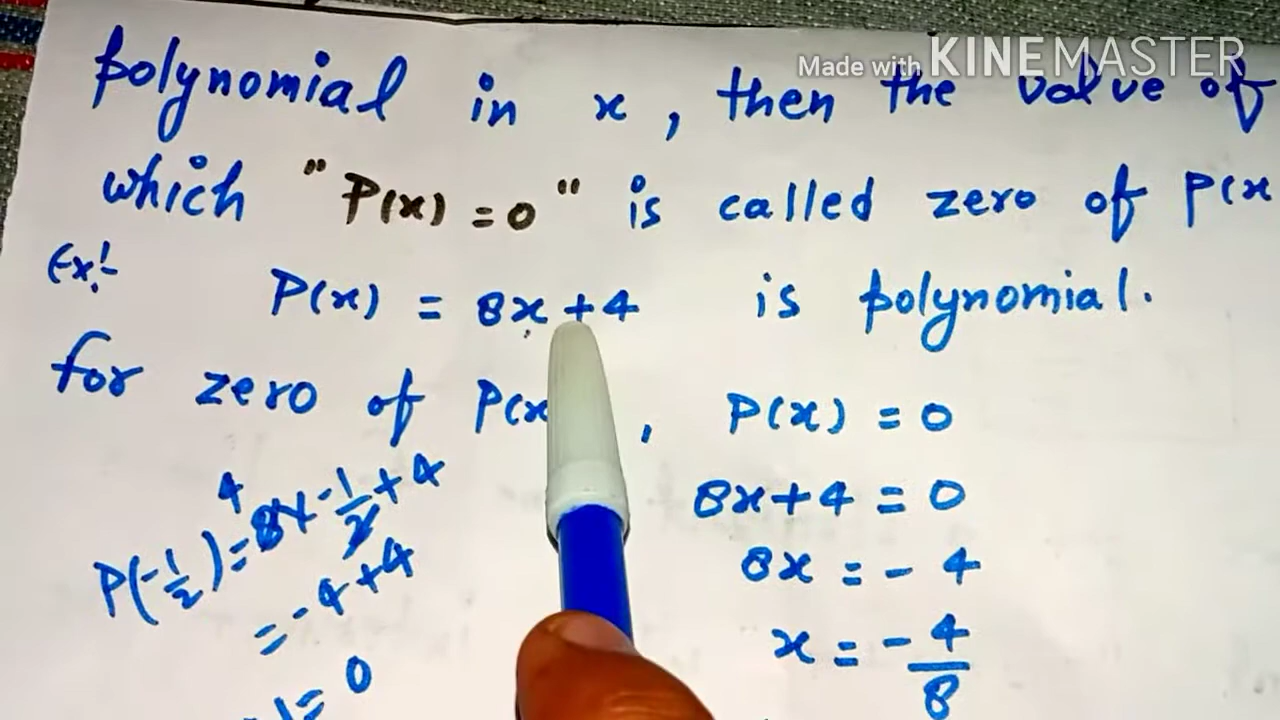 Made with KINEMASTER
polynomial in x, then the value of
which "P(x) = 0" is called zero of P(x
Ex:-
P(x) = 8x + 4 is polynomial.
for zero of P(x , P(x) = 0
8x + 4 = 0
8x = - 4
x = - 4/8
4
P(-1/2) = 8 x -1/2 + 4
= -4 + 4
= 0